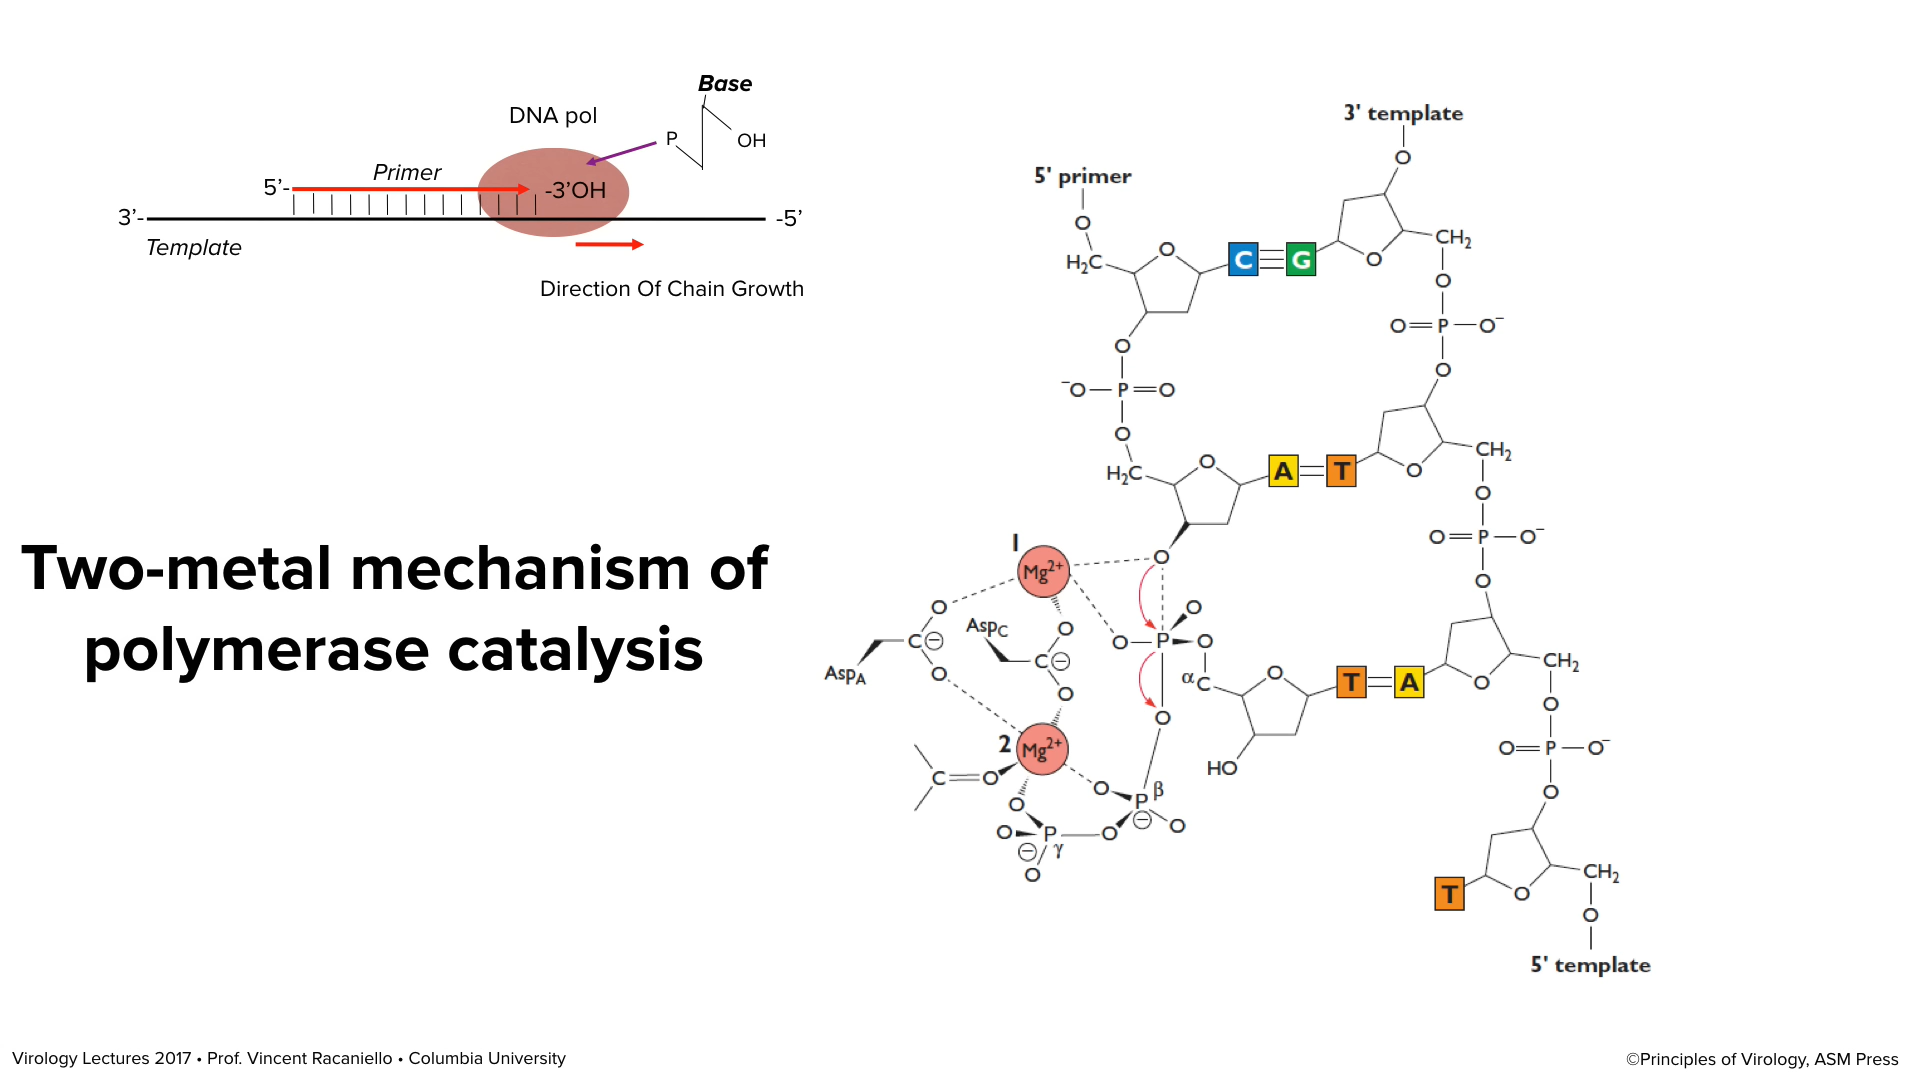 Base
DNA pol
P
OH
Primer
5’-
-3’OH
3’-
-5’
Template
Direction Of Chain Growth
Two-metal mechanism of
polymerase catalysis
3' template
O
5' primer
O
CH₂
H₂C
O
C
G
O
O
O
O=P—O⁻
O
⁻O—P=O
O
O
CH₂
H₂C
O
A
T
O
O
1
O=P—O⁻
Mg²⁺
O
O
O
O
O
AspC
C⊖
O—P
O
C⊖
AspA
O
O
α
C
O
T
A
O
CH₂
O
O
2
Mg²⁺
O=P—O⁻
HO
C=O
O
P
β
⊖
O
O
O
O
P
O
⊖
γ
O
CH₂
T
O
O
5' template
Virology Lectures 2017 • Prof. Vincent Racaniello • Columbia University
©Principles of Virology, ASM Press